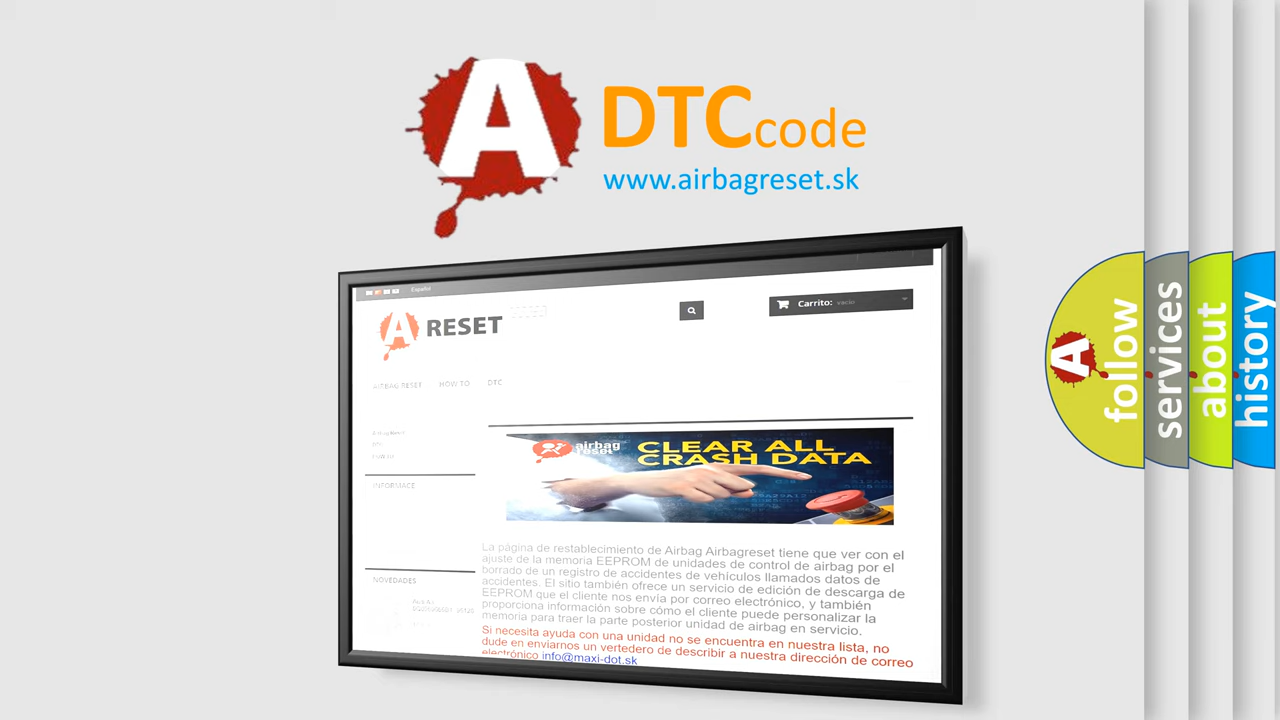 A
DTCcode
www.airbagreset.sk
Español
A RESET
Carrito: vacío
AIRBAG RESET HOW TO DTC
INFORMACE
airbag
reset
CLEAR ALL
CRASH DATA
La página de restablecimiento de Airbag Airbagreset tiene que ver con el
ajuste de la memoria EEPROM de unidades de control de airbag por el
borrado de un registro de accidentes de vehículos llamados datos de
accidentes. El sitio también ofrece un servicio de edición de descarga de
EEPROM que el cliente nos envía por correo electrónico, y también
proporciona información sobre cómo el cliente puede personalizar la
memoria para traer la parte posterior unidad de airbag en servicio.
Si necesita ayuda con una unidad no se encuentra en nuestra lista, no
dude en enviarnos un vertedero de describir a nuestra dirección de correo
electrónico info@maxi-dot.sk
NOVEDADES
A
follow
services
about
history